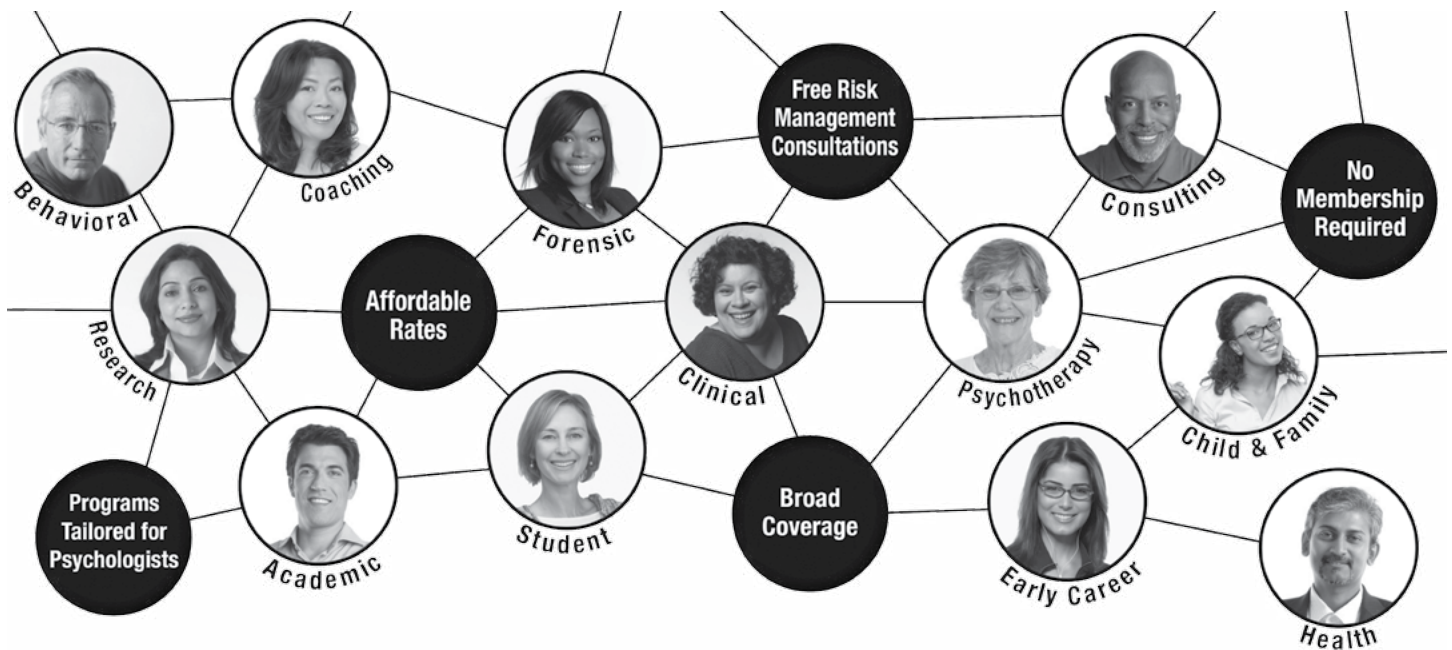 Behavioral
Coaching
Forensic
Free Risk
Management
Consultations
Consulting
No
Membership
Required
Research
Affordable
Rates
Clinical
Psychotherapy
Child & Family
Programs
Tailored for
Psychologists
Academic
Student
Broad
Coverage
Early Career
Health